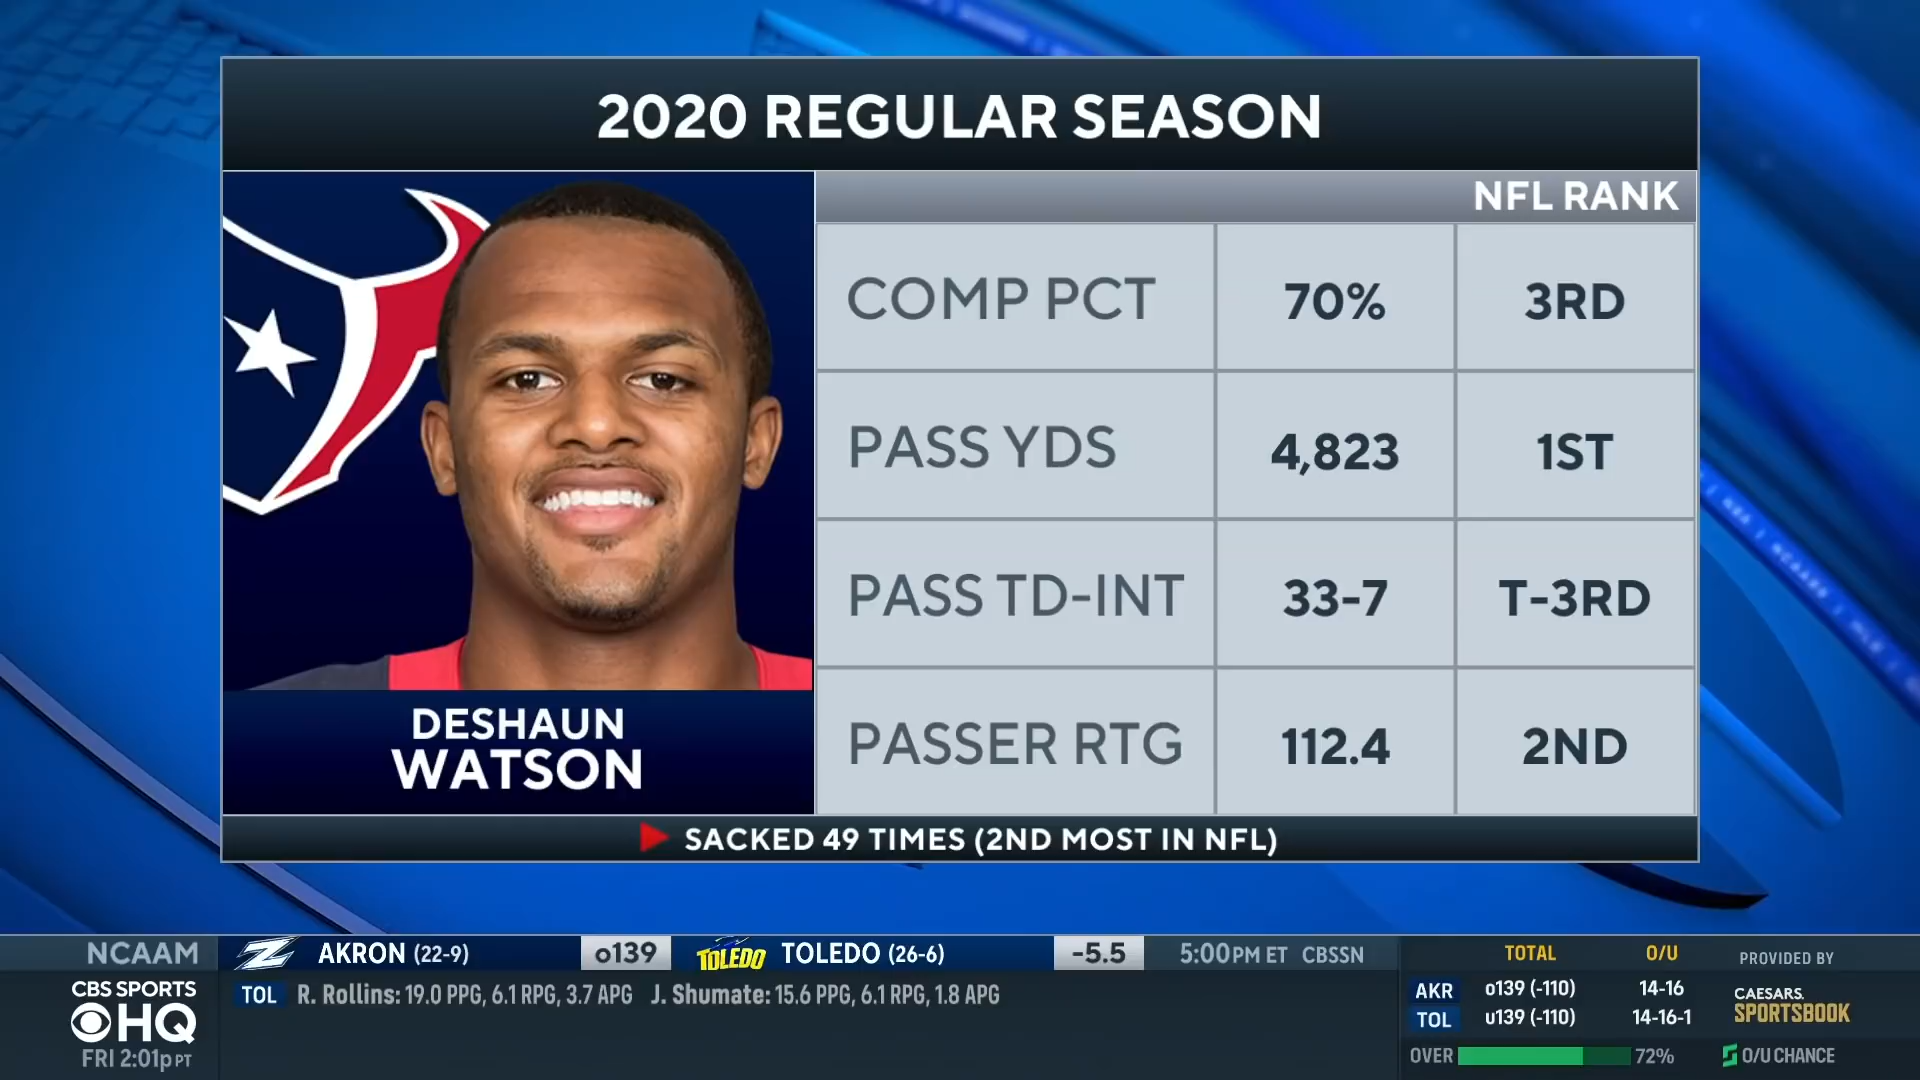 2020 REGULAR SEASON
NFL RANK
COMP PCT 70% 3RD
PASS YDS 4,823 1ST
PASS TD-INT 33-7 T-3RD
PASSER RTG 112.4 2ND
DESHAUN
WATSON
SACKED 49 TIMES (2ND MOST IN NFL)
NCAAM
AKRON (22-9) o139 TOLEDO TOLEDO (26-6) -5.5 5:00PM ET CBSSN
TOL R. Rollins: 19.0 PPG, 6.1 RPG, 3.7 APG J. Shumate: 15.6 PPG, 6.1 RPG, 1.8 APG
CBS SPORTS
HQ
FRI 2:01p PT
TOTAL O/U
AKR o139 (-110) 14-16
TOL u139 (-110) 14-16-1
OVER 72%
PROVIDED BY
CAESARS
SPORTSBOOK
O/U CHANCE